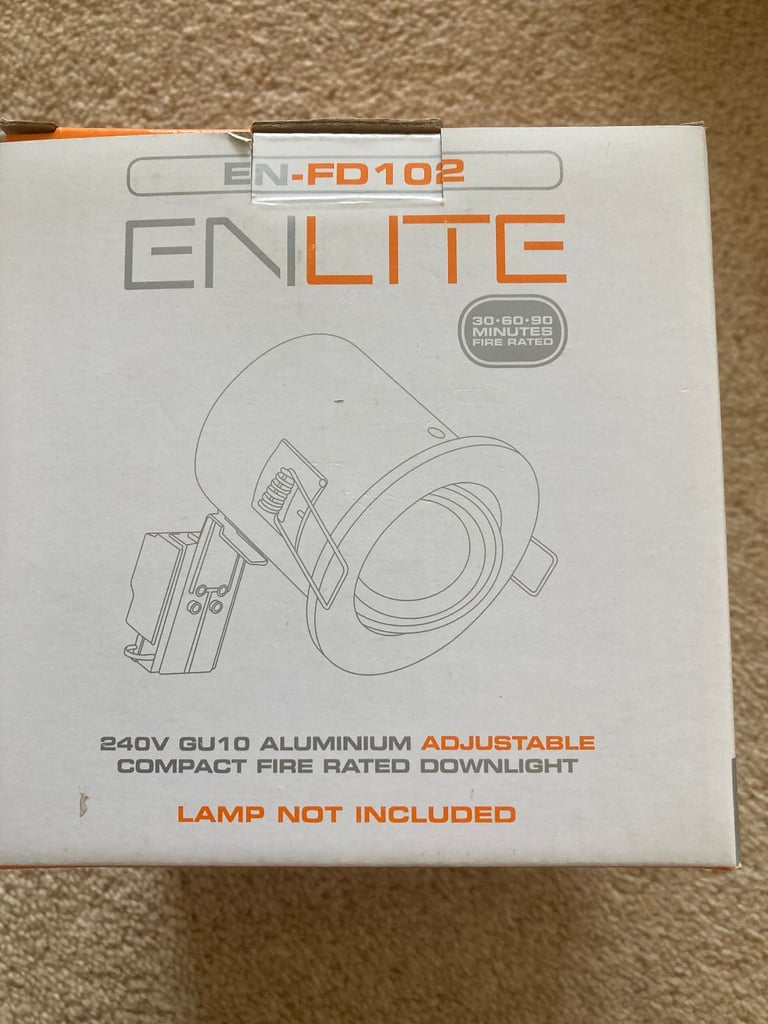 EN-FD102
ENLITE
30•60•90
MINUTES
FIRE RATED
240V GU10 ALUMINIUM ADJUSTABLE
COMPACT FIRE RATED DOWNLIGHT
LAMP NOT INCLUDED